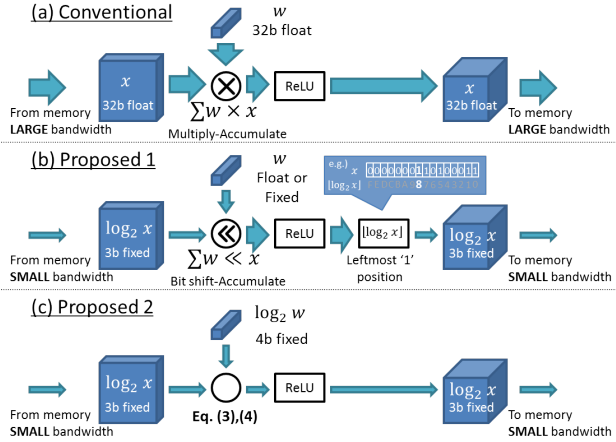 (a) Conventional
w
32b float
x
32b float
ReLU
x
32b float
∑w × x
From memory
LARGE bandwidth
Multiply-Accumulate
To memory
LARGE bandwidth
(b) Proposed 1
w
Float or
Fixed
e.g.) x 0000000110100011
⌊log₂ x⌋ FEDCBA9876543210
log₂ x
3b fixed
ReLU
⌊log₂ x⌋
log₂ x
3b fixed
∑w ≪ x
Leftmost ‘1’
position
From memory
SMALL bandwidth
Bit shift-Accumulate
To memory
SMALL bandwidth
(c) Proposed 2
log₂ w
4b fixed
log₂ x
3b fixed
ReLU
log₂ x
3b fixed
Eq. (3),(4)
From memory
SMALL bandwidth
To memory
SMALL bandwidth